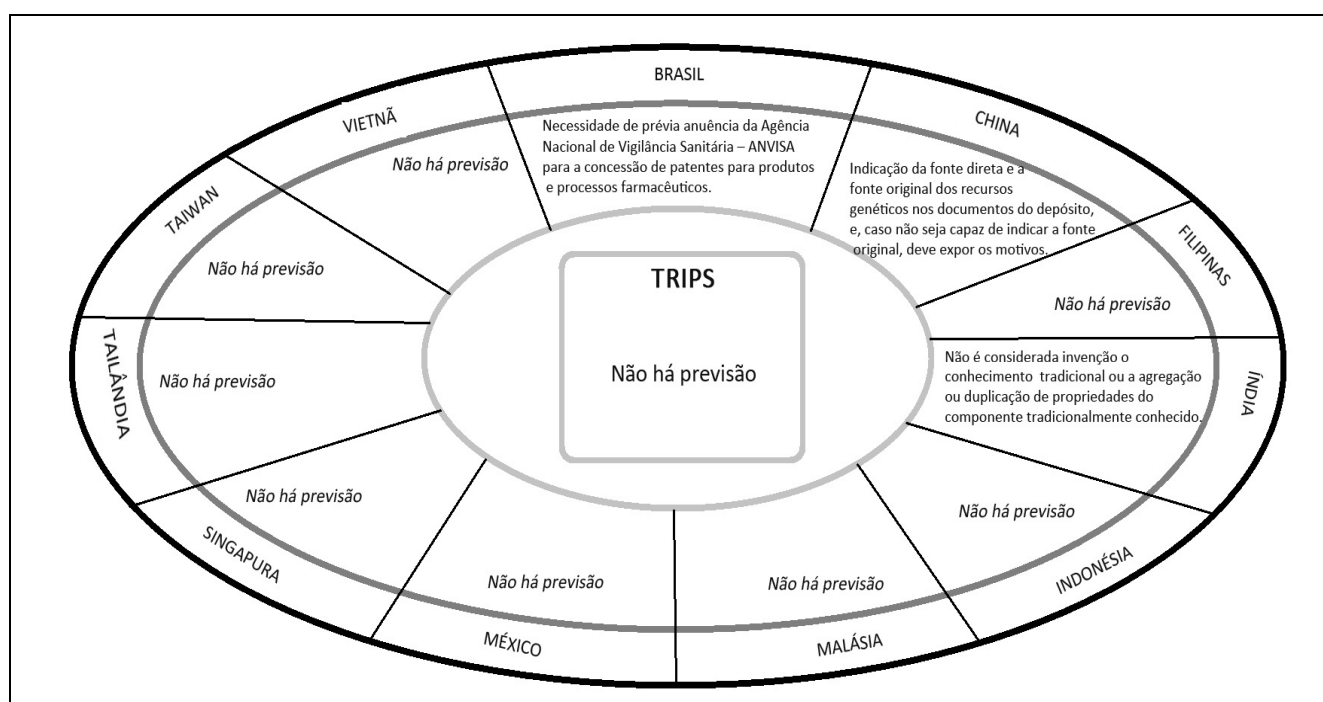 BRASIL
Necessidade de prévia anuência da Agência
Nacional de Vigilância Sanitária – ANVISA
para a concessão de patentes para produtos
e processos farmacêuticos.
CHINA
Indicação da fonte direta e a
fonte original dos recursos
genéticos nos documentos do depósito,
e, caso não seja capaz de indicar a fonte
original, deve expor os motivos.
FILIPINAS
Não há previsão
ÍNDIA
Não é considerada invenção o
conhecimento tradicional ou a agregação
ou duplicação de propriedades do
componente tradicionalmente conhecido.
INDONÉSIA
Não há previsão
MALÁSIA
Não há previsão
MÉXICO
Não há previsão
SINGAPURA
Não há previsão
TAILÂNDIA
Não há previsão
TAIWAN
Não há previsão
VIETNÃ
Não há previsão
TRIPS
Não há previsão